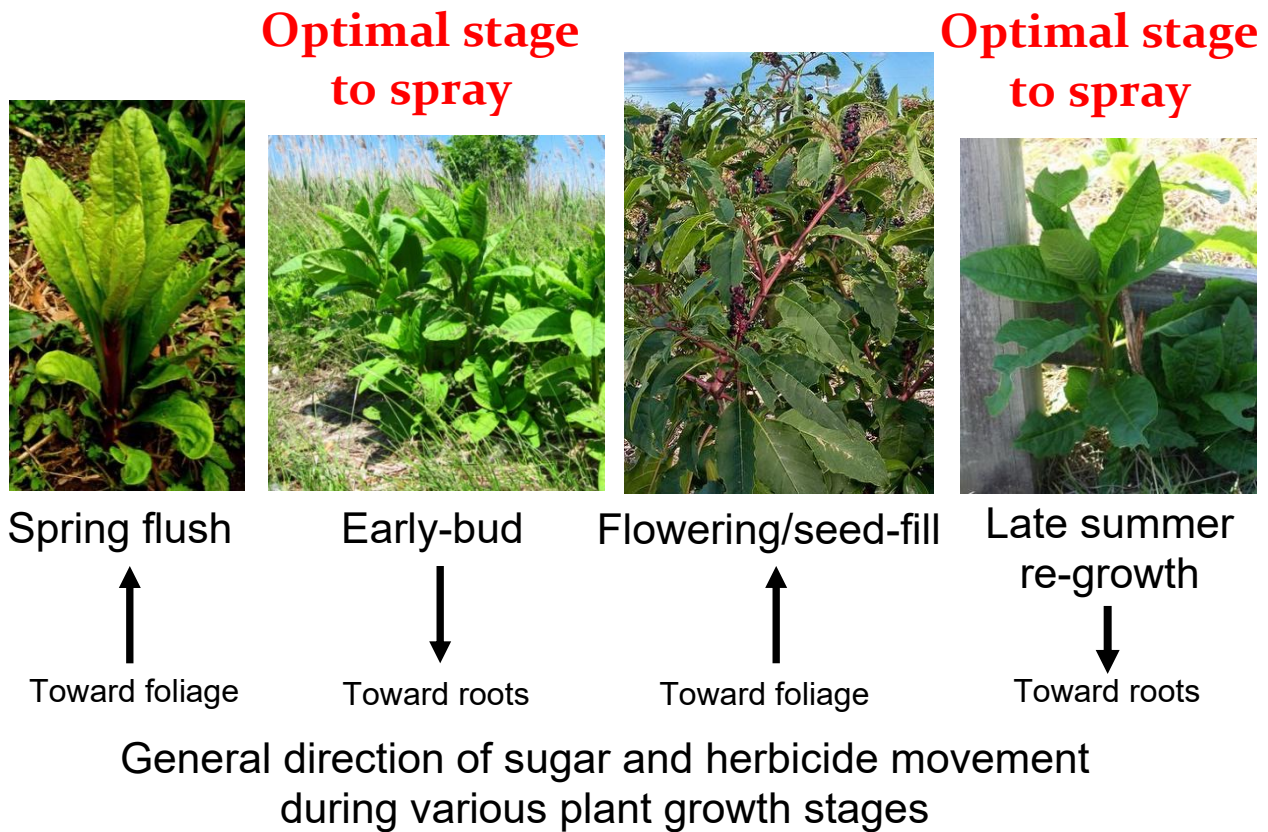 Optimal stage
to spray
Optimal stage
to spray
Spring flush
Early-bud
Flowering/seed-fill
Late summer
re-growth
Toward foliage
Toward roots
Toward foliage
Toward roots
General direction of sugar and herbicide movement
during various plant growth stages